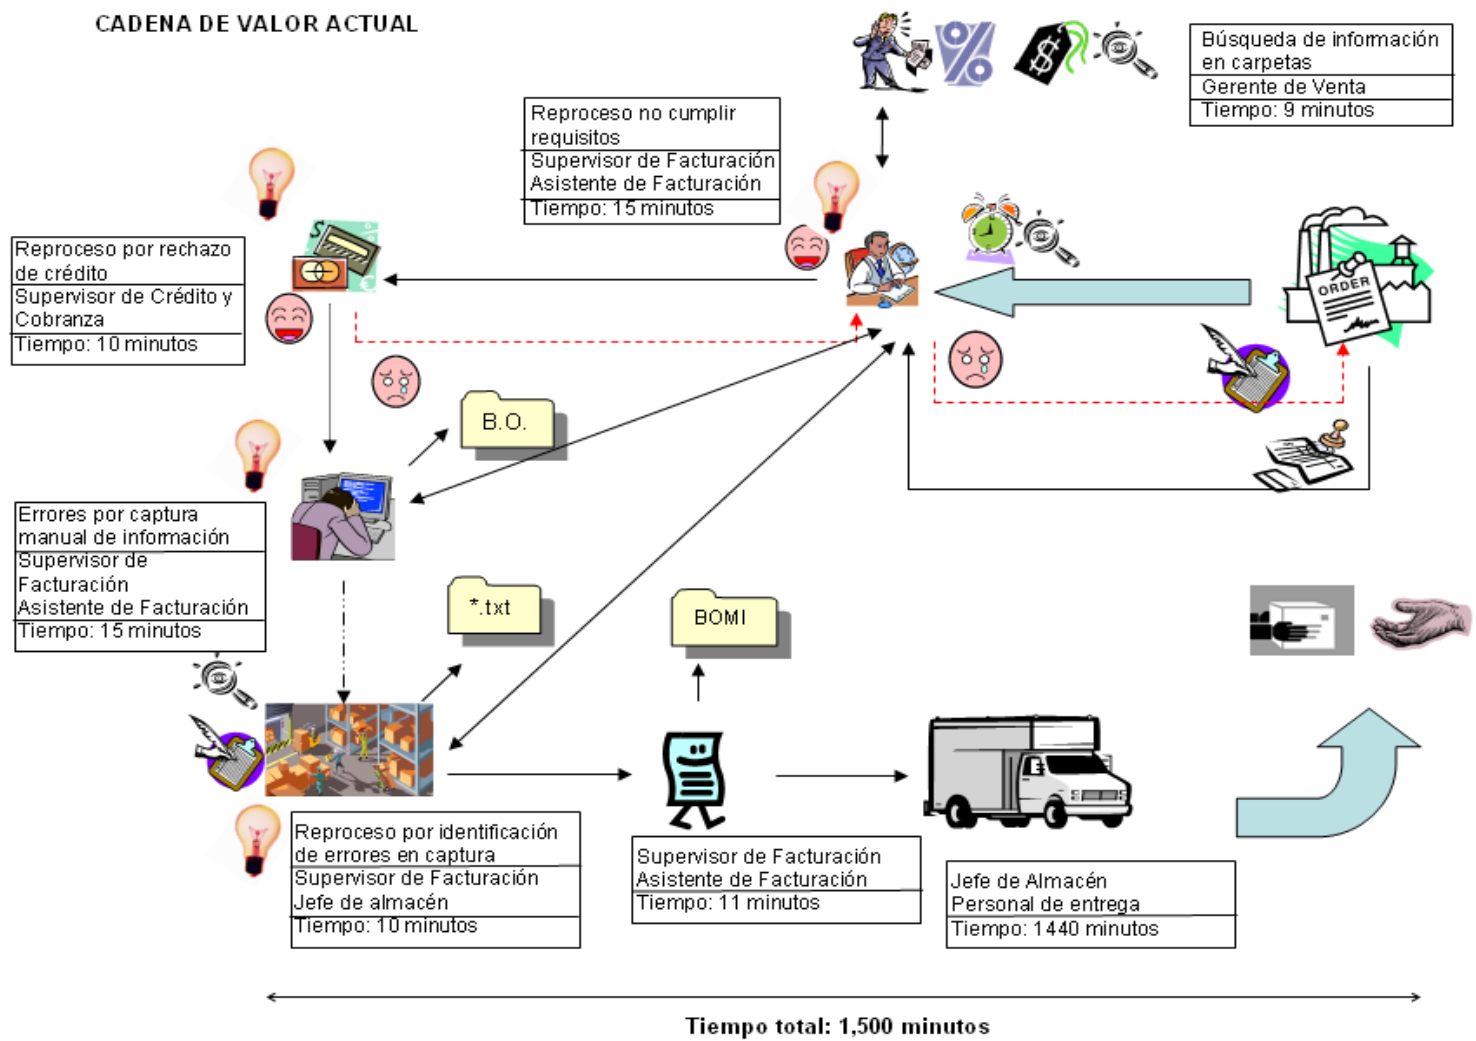 CADENA DE VALOR ACTUAL
Búsqueda de información
en carpetas
Gerente de Venta
Tiempo: 9 minutos
Reproceso no cumplir
requisitos
Supervisor de Facturación
Asistente de Facturación
Tiempo: 15 minutos
Reproceso por rechazo
de crédito
Supervisor de Crédito y
Cobranza
Tiempo: 10 minutos
ORDER
B.O.
Errores por captura
manual de información
Supervisor de
Facturación
Asistente de Facturación
Tiempo: 15 minutos
*.txt
BOMI
Reproceso por identificación
de errores en captura
Supervisor de Facturación
Jefe de almacén
Tiempo: 10 minutos
Supervisor de Facturación
Asistente de Facturación
Tiempo: 11 minutos
Jefe de Almacén
Personal de entrega
Tiempo: 1440 minutos
Tiempo total: 1,500 minutos